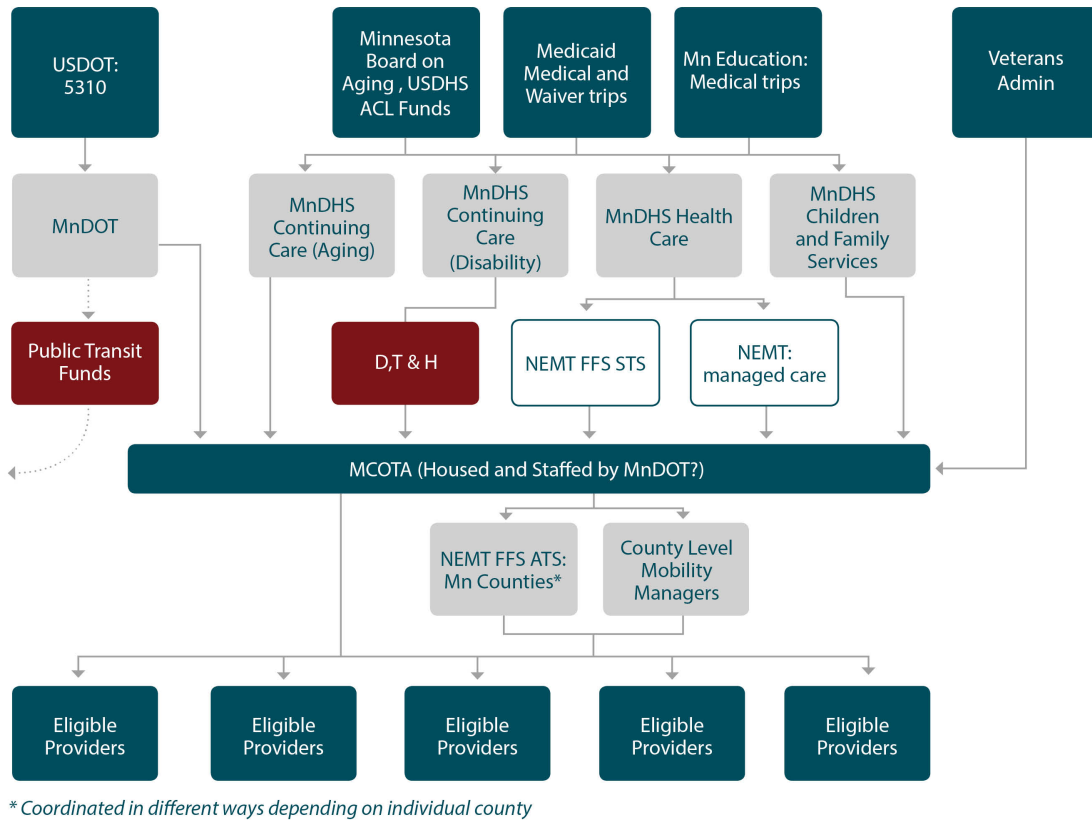 USDOT:
5310
Minnesota
Board on
Aging , USDHS
ACL Funds
Medicaid
Medical and
Waiver trips
Mn Education:
Medical trips
Veterans
Admin
MnDOT
MnDHS
Continuing
Care (Aging)
MnDHS
Continuing
Care
(Disability)
MnDHS Health
Care
MnDHS
Children
and Family
Services
Public Transit
Funds
D,T & H
NEMT FFS STS
NEMT:
managed care
MCOTA (Housed and Staffed by MnDOT?)
NEMT FFS ATS:
Mn Counties*
County Level
Mobility
Managers
Eligible
Providers
Eligible
Providers
Eligible
Providers
Eligible
Providers
Eligible
Providers
* Coordinated in different ways depending on individual county